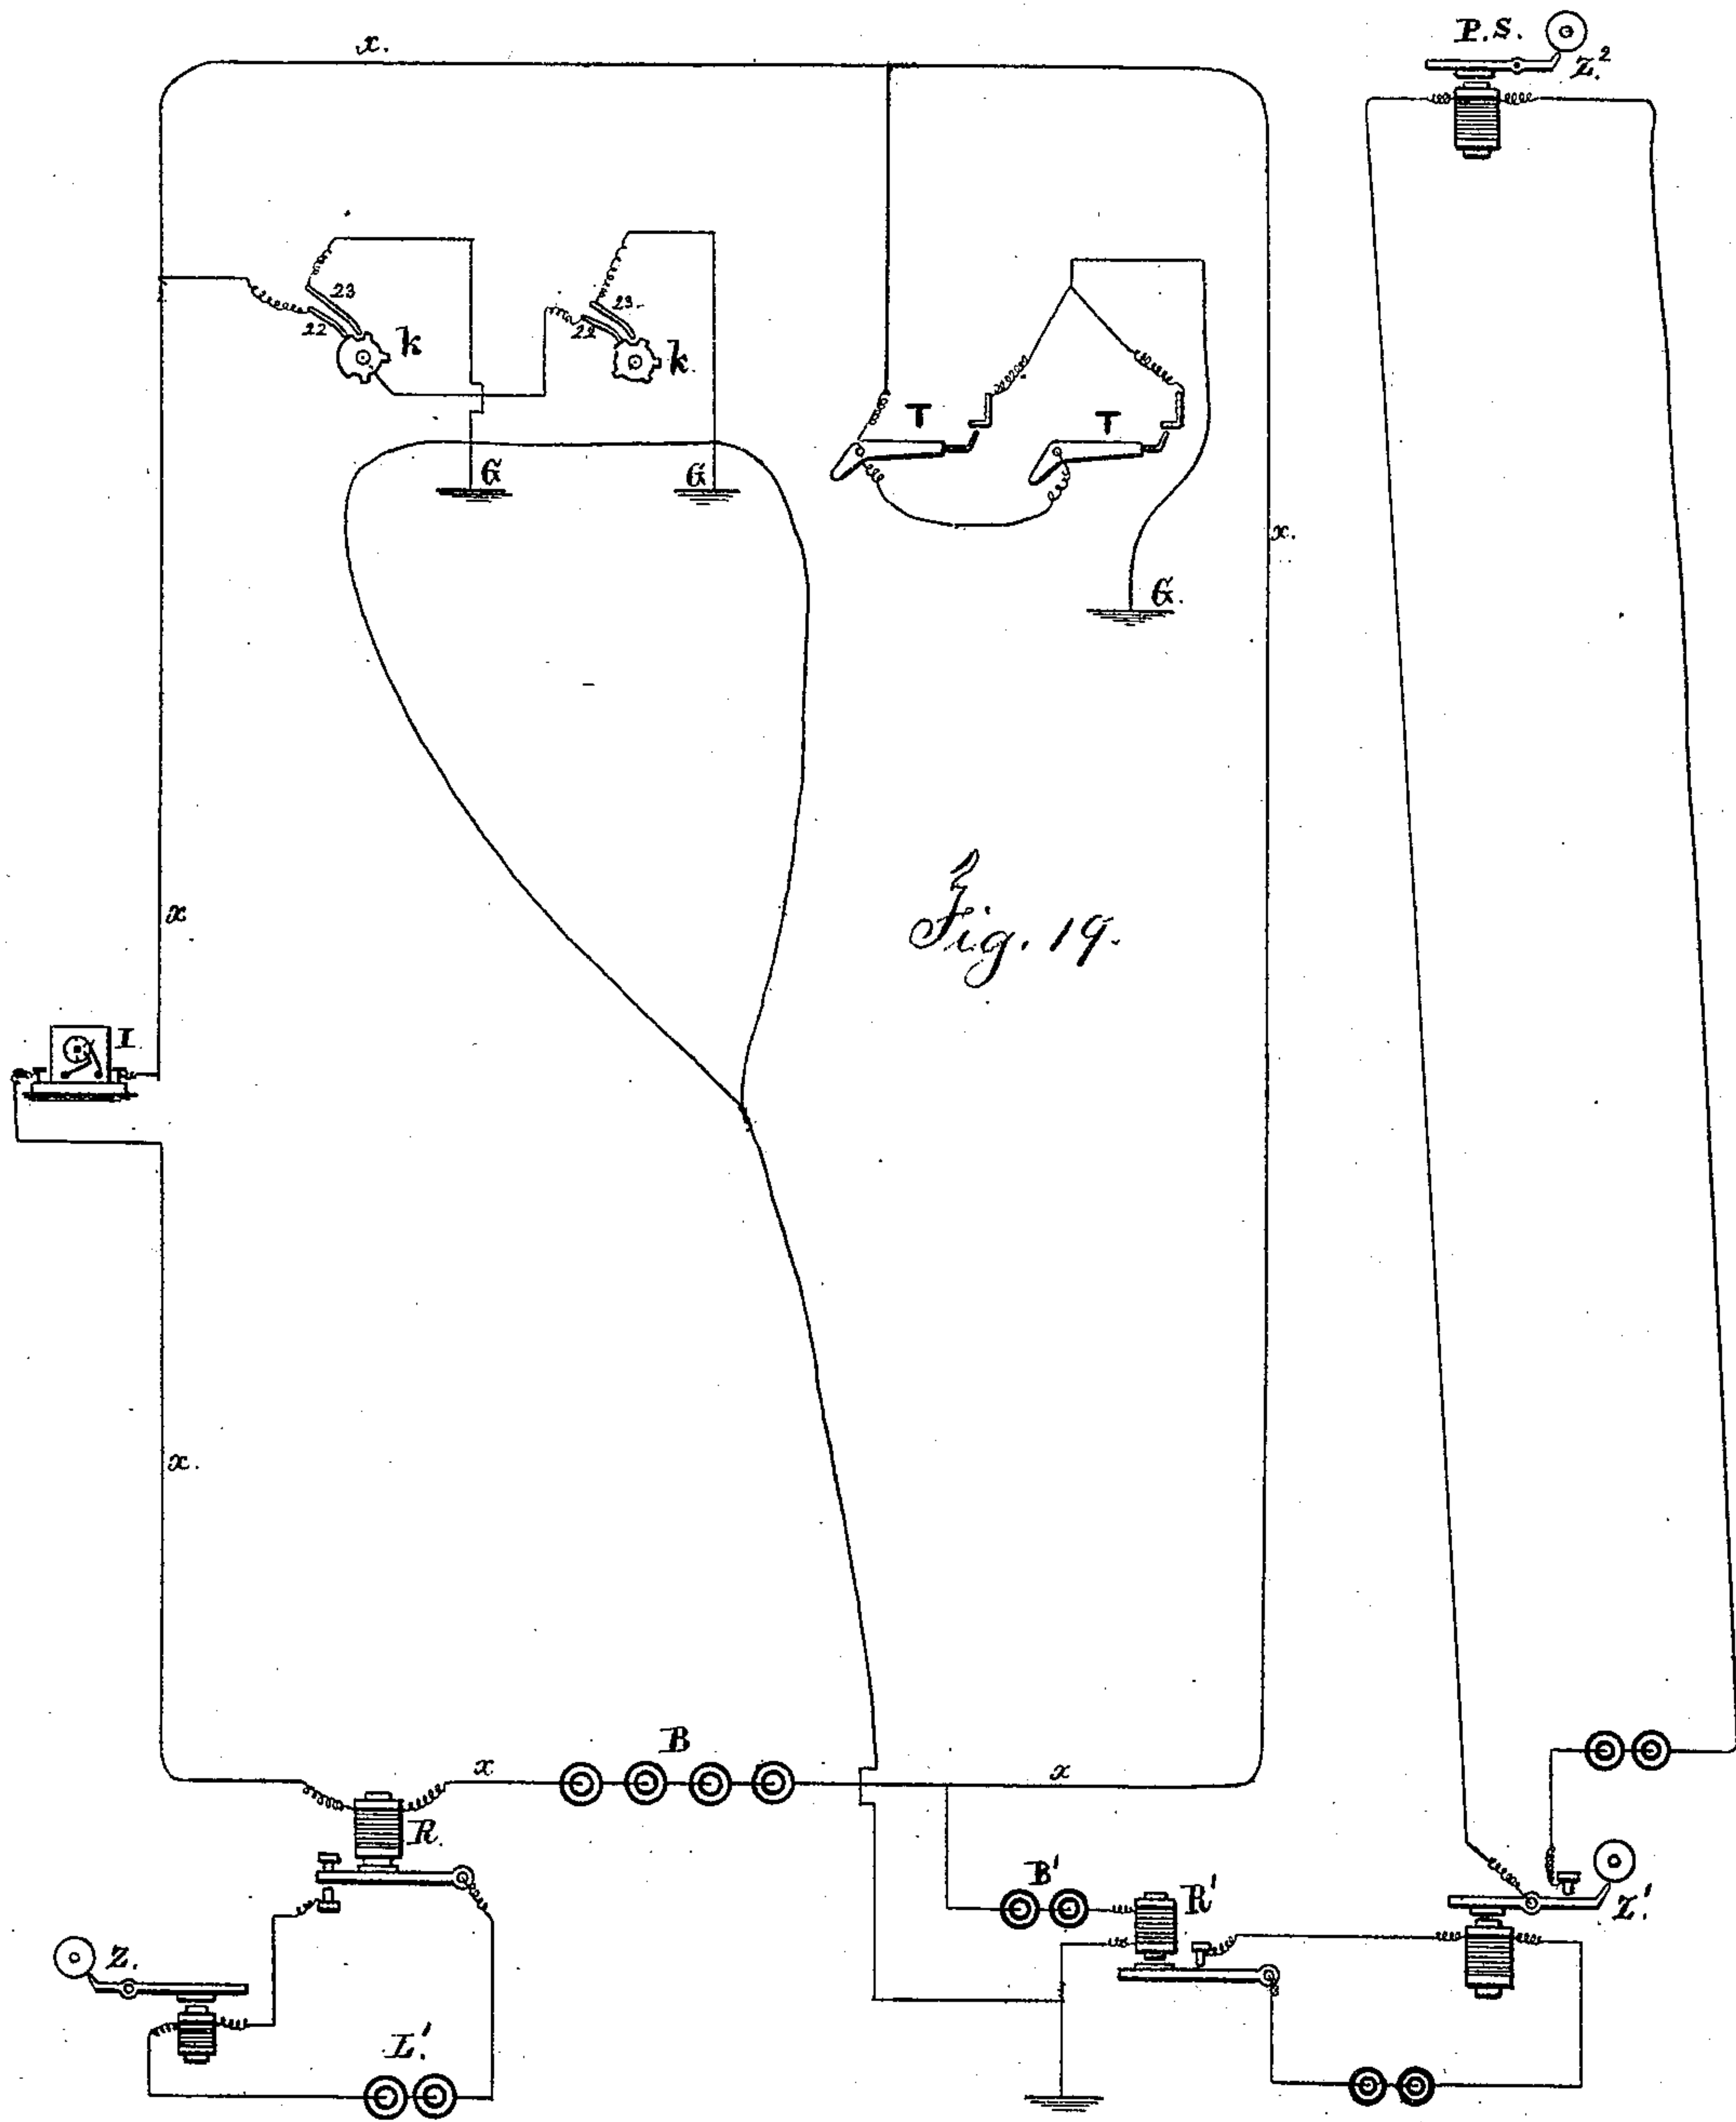 x.
P.S.
Z.²
23
22
k
23.
22
k.
T
T
G
G
x.
G.
x
Fig. 19.
I
x.
B
x
x
R.
B'
R'
Z'.
Z.
L'.